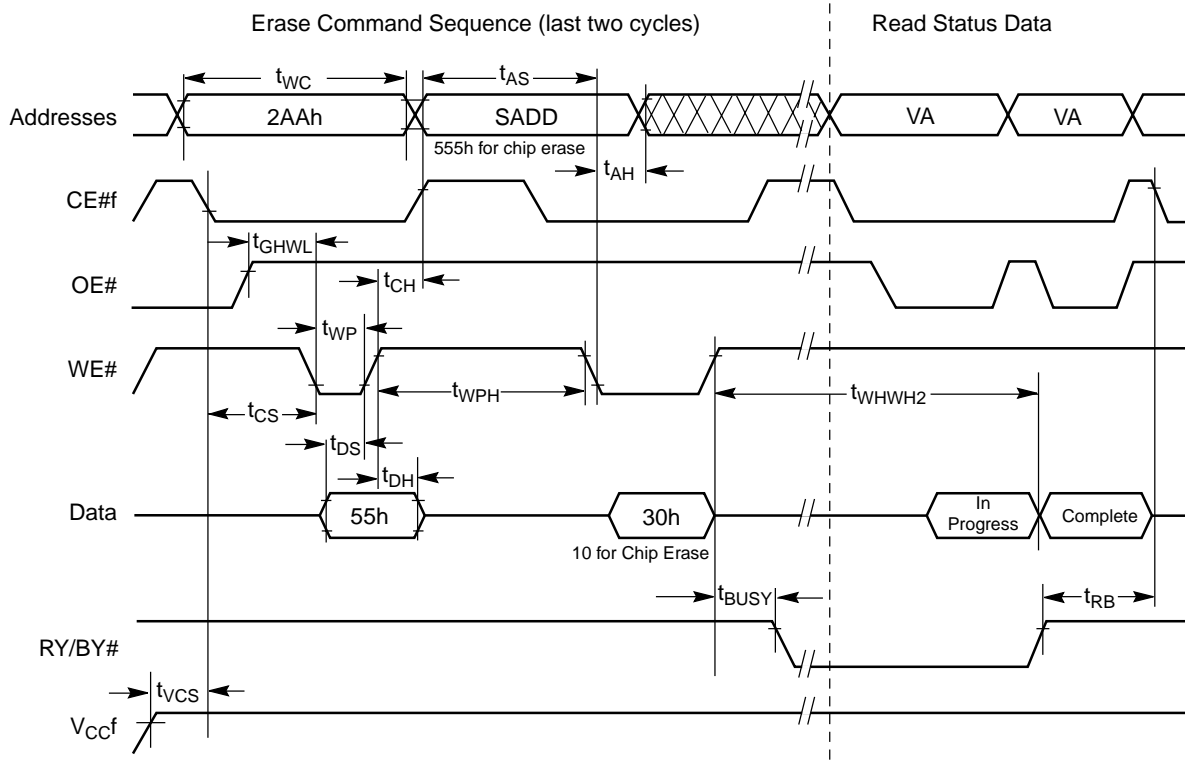 Erase Command Sequence (last two cycles)
Read Status Data
tWC
tAS
Addresses
2AAh
SADD
VA
VA
555h for chip erase
tAH
CE#f
tGHWL
OE#
tCH
tWP
WE#
tWPH
tWHWH2
tCS
tDS
tDH
Data
55h
30h
In
Progress
Complete
10 for Chip Erase
tBUSY
tRB
RY/BY#
tVCS
VCCf